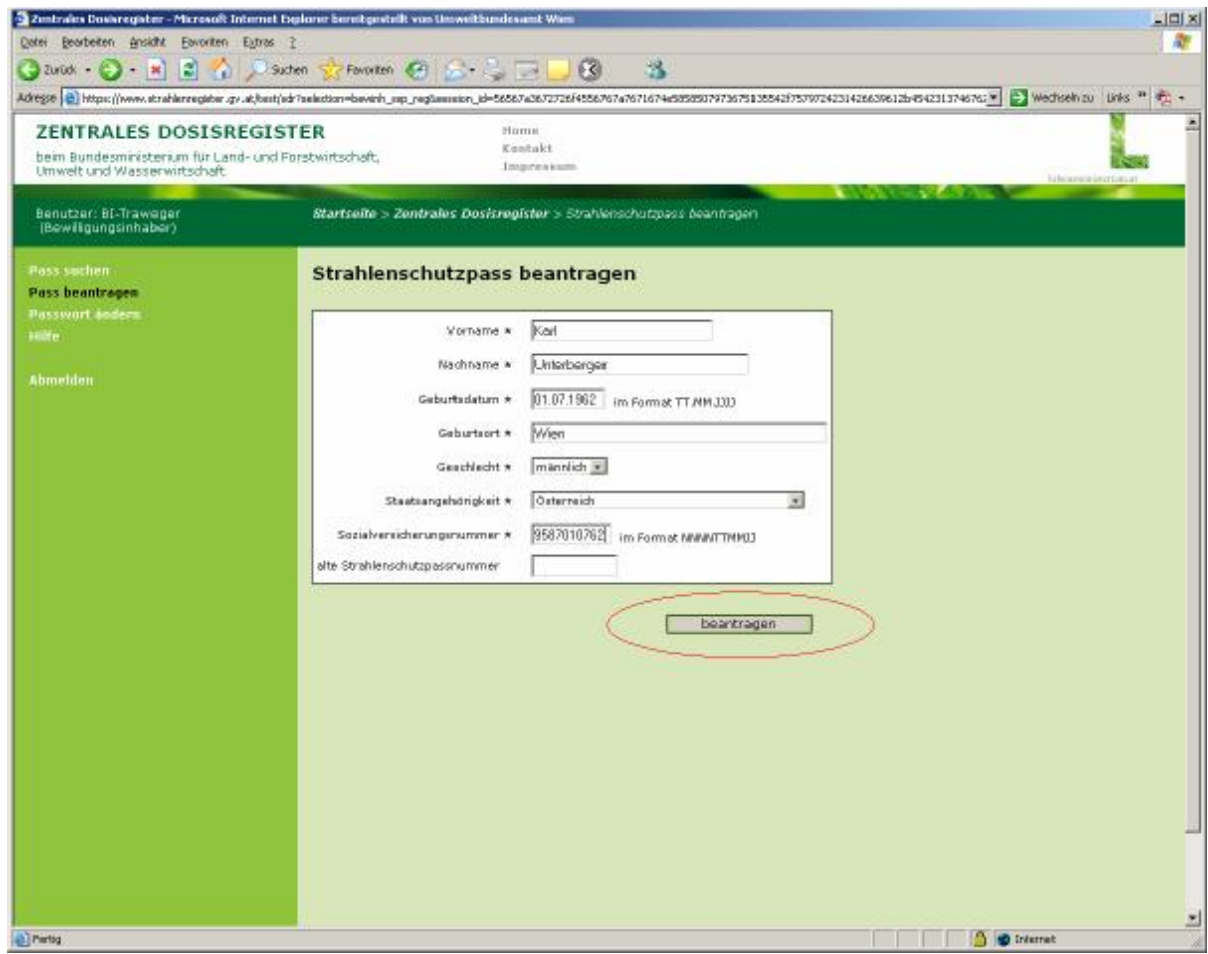 Zentrales Dosisregister - Microsoft Internet Explorer bereitgestellt von Umweltbundesamt Wien
Datei Bearbeiten Ansicht Favoriten Extras ?
Zurück Suchen Favoriten
Adresse Wechseln zu Links
ZENTRALES DOSISREGISTER
beim Bundesministerium für Land- und Forstwirtschaft,
Umwelt und Wasserwirtschaft
Home
Kontakt
Impressum
Benutzer: BI-Traweger
(Bewilligungsinhaber)
Startseite > Zentrales Dosisregister > Strahlenschutzpass beantragen
Pass suchen
Pass beantragen
Passwort ändern
Hilfe
Abmelden
Strahlenschutzpass beantragen
Vorname * Karl
Nachname * Unterberger
Geburtsdatum * 01.07.1962 im Format TT.MM.JJJJ
Geburtsort * Wien
Geschlecht * männlich
Staatsangehörigkeit * Österreich
Sozialversicherungsnummer * 9587010762 im Format NNNNTTMMJJ
alte Strahlenschutzpassnummer
beantragen
Fertig
Internet